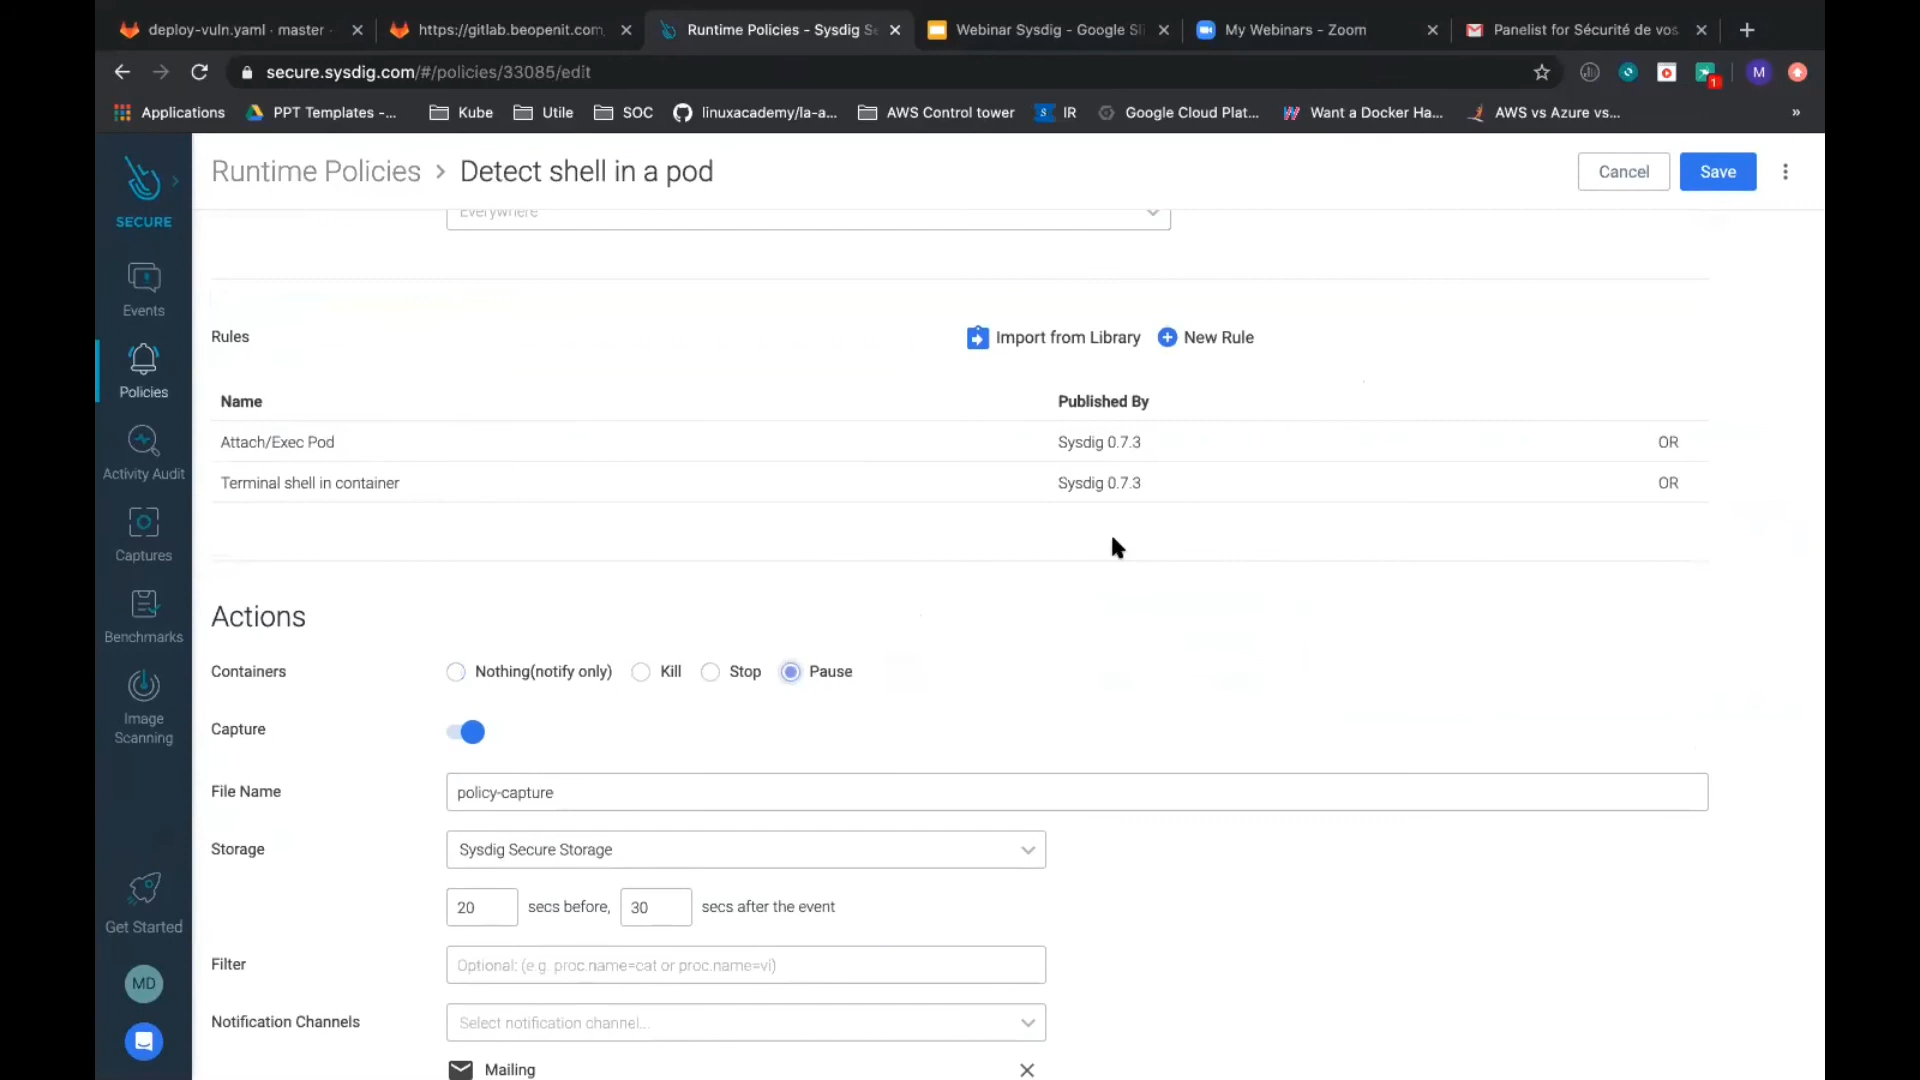 deploy-vuln.yaml · master
https://gitlab.beopenit.com
Runtime Policies - Sysdig Se
Webinar Sysdig - Google Sli
My Webinars - Zoom
Panelist for Sécurité de vos
secure.sysdig.com/#/policies/33085/edit
1
M
Applications
PPT Templates -...
Kube
Utile
SOC
linuxacademy/la-a...
AWS Control tower
S
IR
Google Cloud Plat...
Want a Docker Ha...
AWS vs Azure vs...
»
SECURE
Events
Policies
Activity Audit
Captures
Benchmarks
Image
Scanning
Get Started
MD
Runtime Policies > Detect shell in a pod
Cancel
Save
Everywhere
Rules
Import from Library
New Rule
Name
Published By
Attach/Exec Pod
Sysdig 0.7.3
OR
Terminal shell in container
Sysdig 0.7.3
OR
Actions
Containers
Nothing(notify only)
Kill
Stop
Pause
Capture
File Name
policy-capture
Storage
Sysdig Secure Storage
20 secs before, 30 secs after the event
Filter
Optional: (e.g. proc.name=cat or proc.name=vi)
Notification Channels
Select notification channel...
Mailing